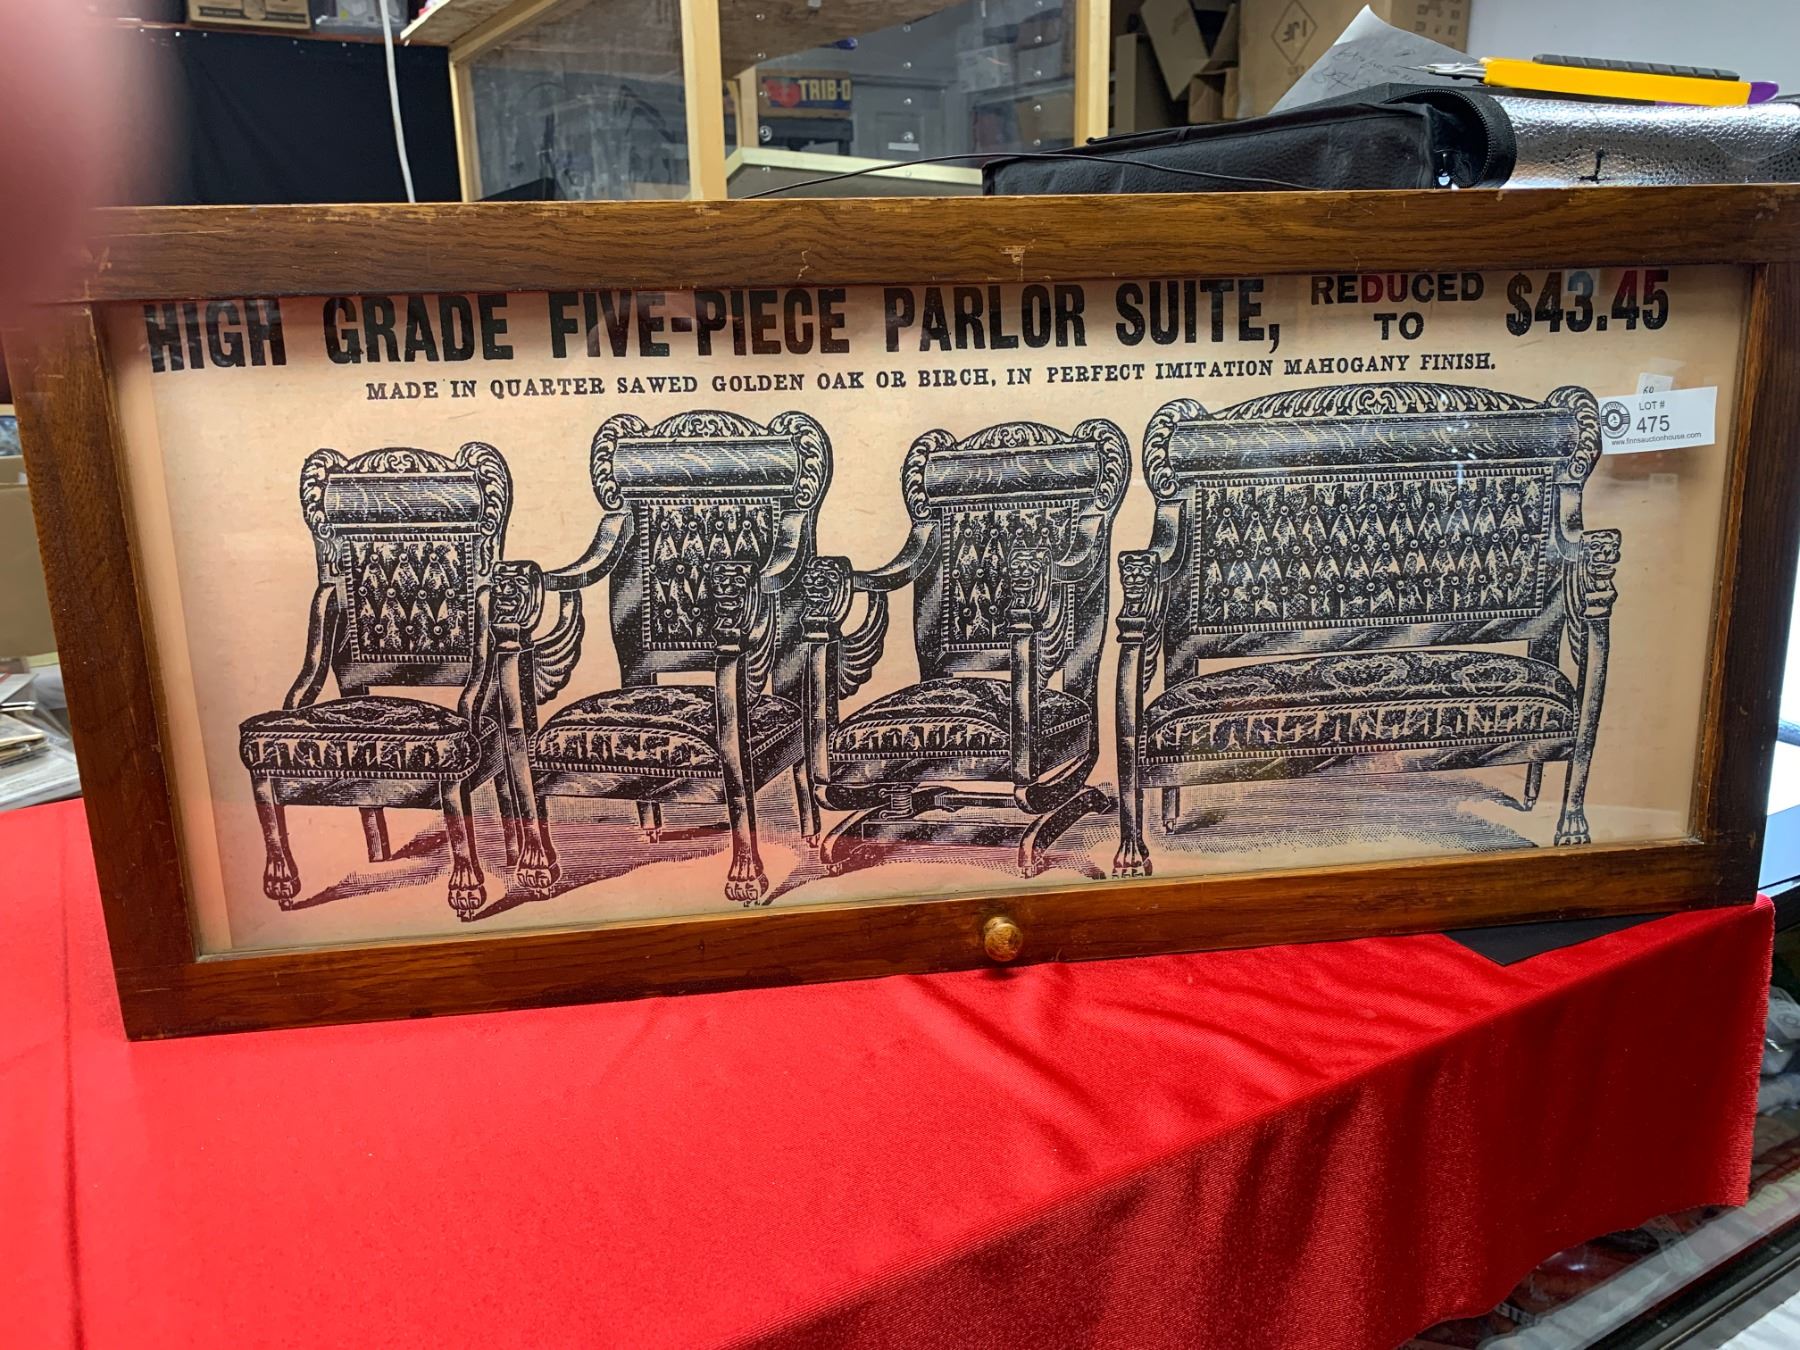 HIGH GRADE FIVE-PIECE PARLOR SUITE, REDUCED TO $43.45
MADE IN QUARTER SAWED GOLDEN OAK OR BIRCH, IN PERFECT IMITATION MAHOGANY FINISH.
LOT #
475
www.finnsauctionhouse.com
TRIB-O